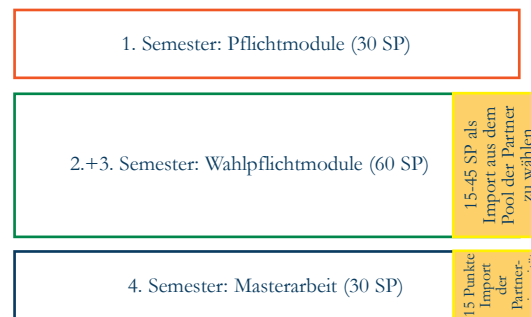 1. Semester: Pflichtmodule (30 SP)
2.+3. Semester: Wahlpflichtmodule (60 SP)
15-45 SP als
Import aus dem
Pool der Partner
zu wählen
4. Semester: Masterarbeit (30 SP)
15 Punkte
Import
der
Partner-